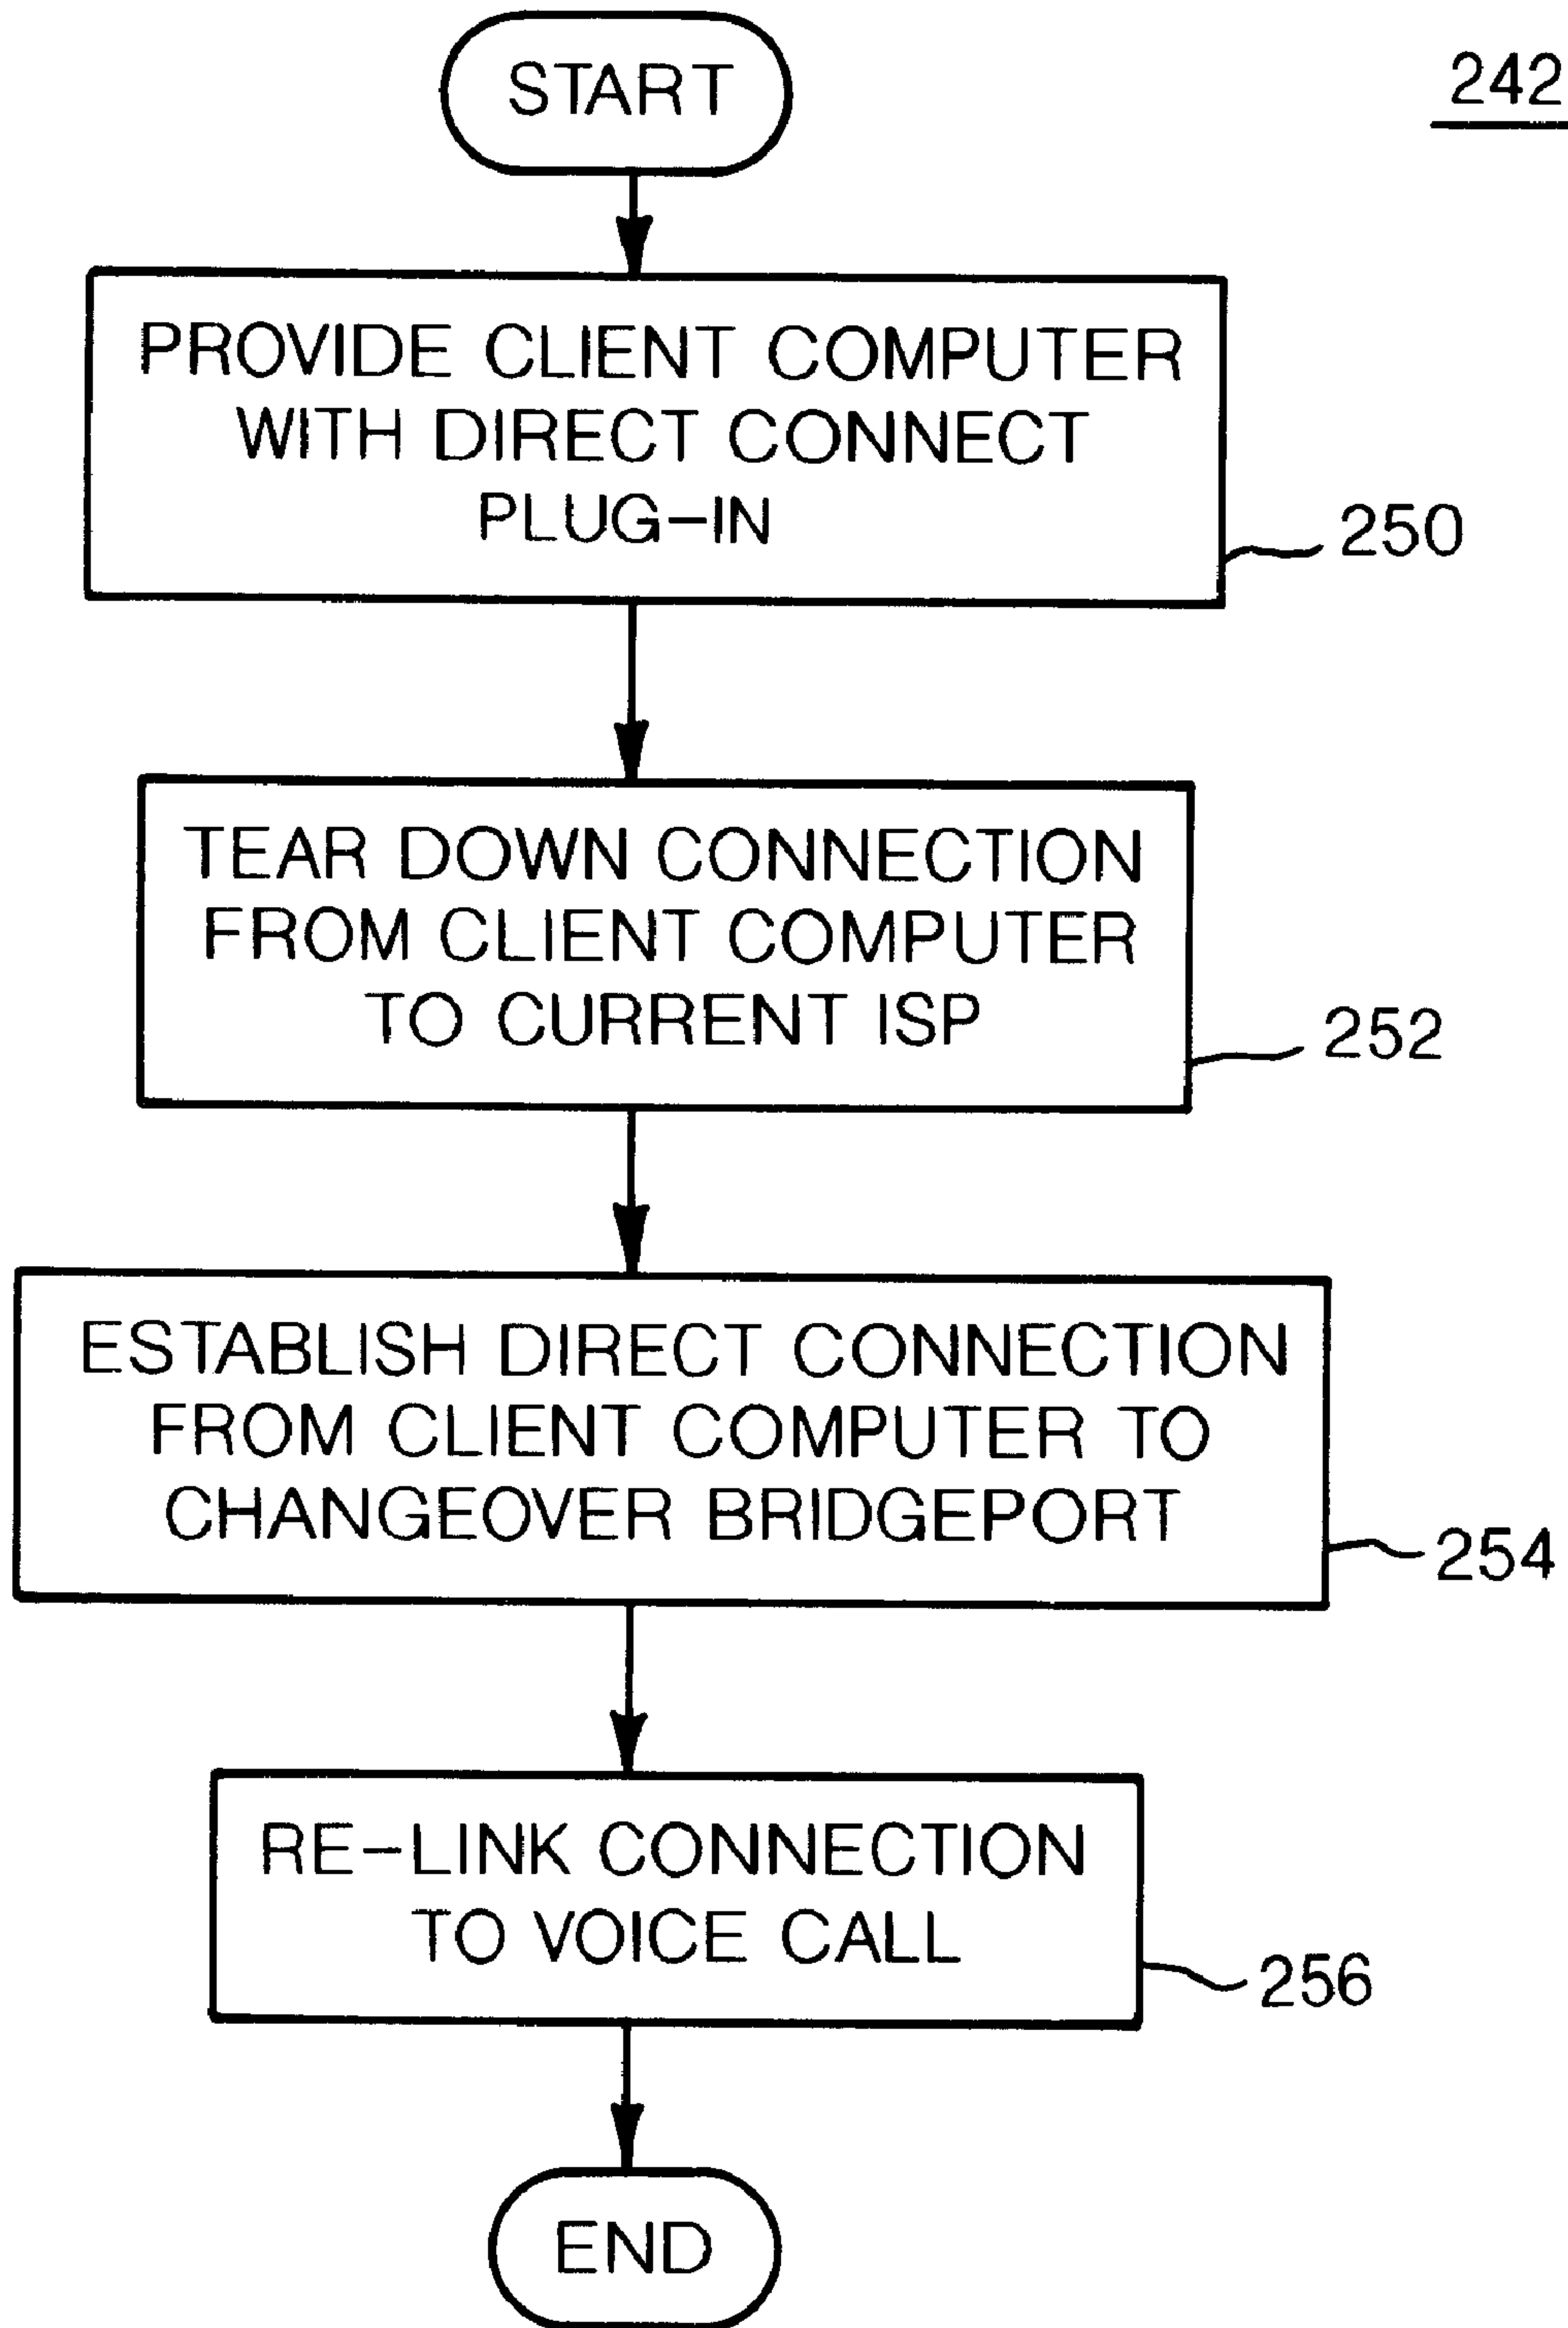 START
242
PROVIDE CLIENT COMPUTER
WITH DIRECT CONNECT
PLUG-IN
250
TEAR DOWN CONNECTION
FROM CLIENT COMPUTER
TO CURRENT ISP
252
ESTABLISH DIRECT CONNECTION
FROM CLIENT COMPUTER TO
CHANGEOVER BRIDGEPORT
254
RE-LINK CONNECTION
TO VOICE CALL
256
END